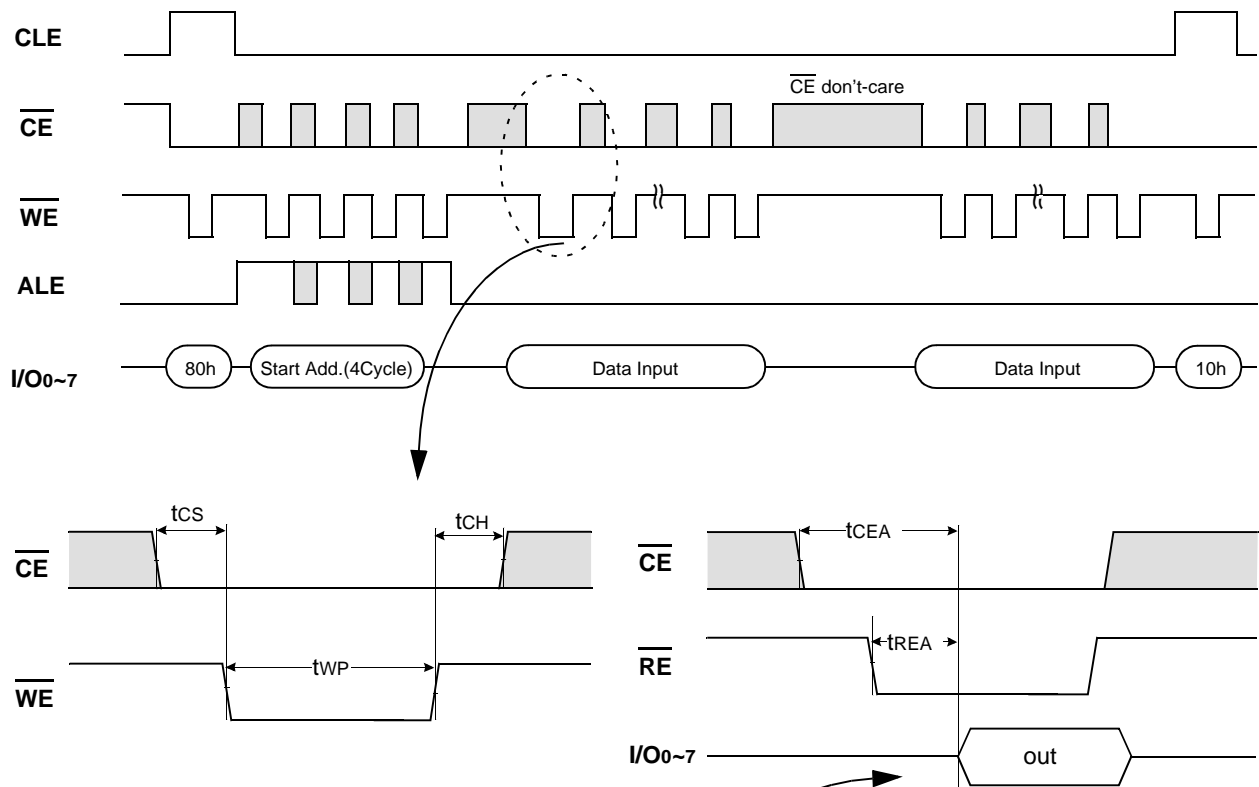 CLE
CE don't-care
CE
WE
ALE
I/O0~7 80h Start Add.(4Cycle) Data Input Data Input 10h
tCS tCH
CE
tWP
WE
tCEA
CE
tREA
RE
I/O0~7 out